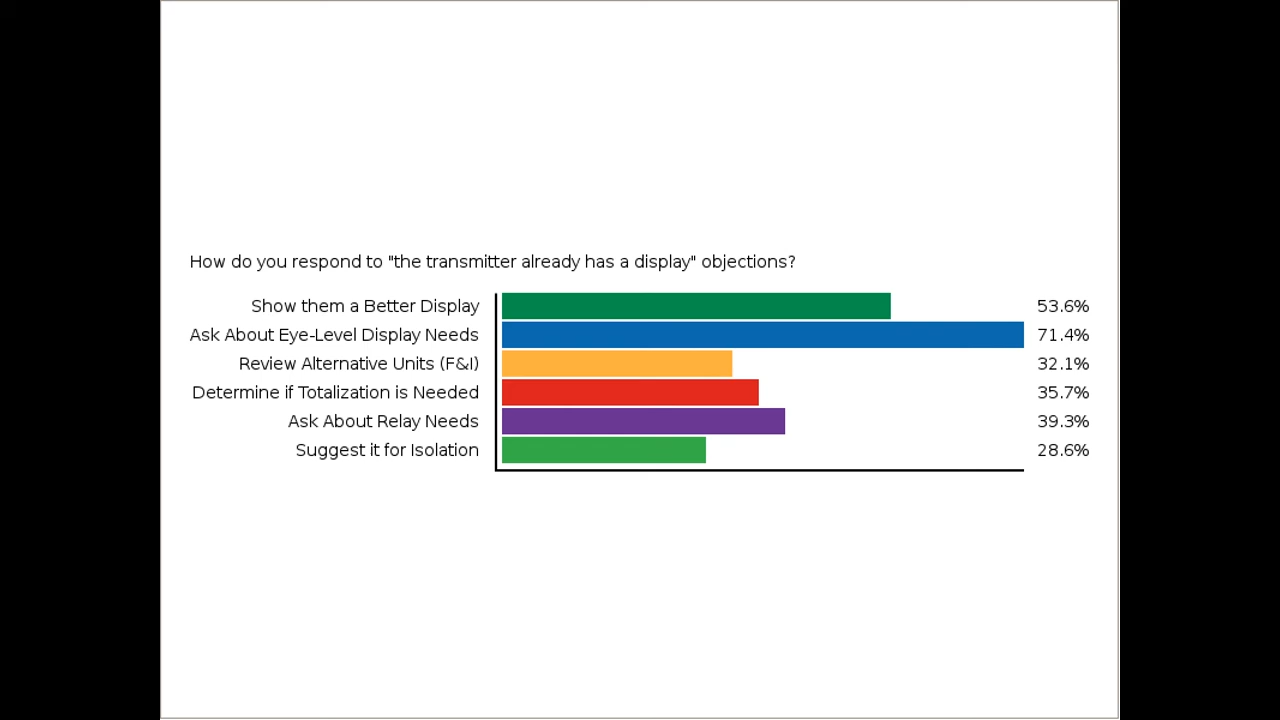 How do you respond to "the transmitter already has a display" objections?
Show them a Better Display 53.6%
Ask About Eye-Level Display Needs 71.4%
Review Alternative Units (F&I) 32.1%
Determine if Totalization is Needed 35.7%
Ask About Relay Needs 39.3%
Suggest it for Isolation 28.6%